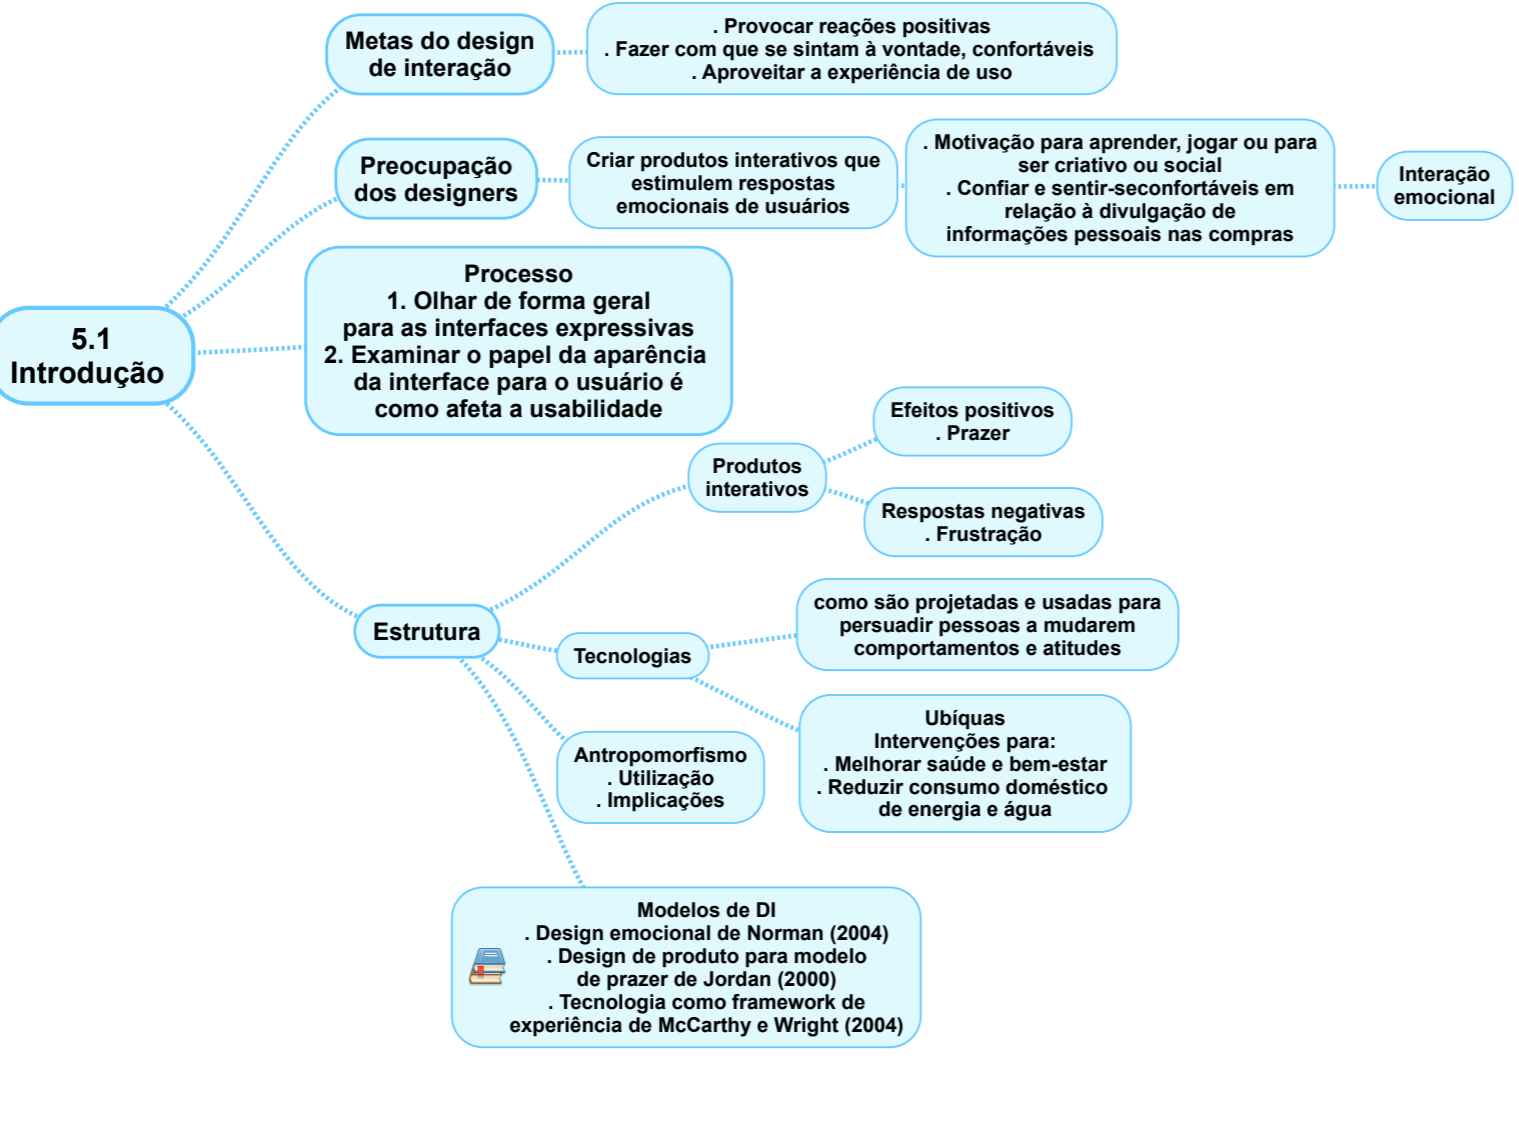 5.1
Introdução
Metas do design
de interação
. Provocar reações positivas
. Fazer com que se sintam à vontade, confortáveis
. Aproveitar a experiência de uso
Preocupação
dos designers
Criar produtos interativos que
estimulem respostas
emocionais de usuários
. Motivação para aprender, jogar ou para
ser criativo ou social
. Confiar e sentir-seconfortáveis em
relação à divulgação de
informações pessoais nas compras
Interação
emocional
Processo
1. Olhar de forma geral
para as interfaces expressivas
2. Examinar o papel da aparência
da interface para o usuário é
como afeta a usabilidade
Estrutura
Produtos
interativos
Efeitos positivos
. Prazer
Respostas negativas
. Frustração
Tecnologias
como são projetadas e usadas para
persuadir pessoas a mudarem
comportamentos e atitudes
Ubíquas
Intervenções para:
. Melhorar saúde e bem-estar
. Reduzir consumo doméstico
de energia e água
Antropomorfismo
. Utilização
. Implicações
Modelos de DI
. Design emocional de Norman (2004)
. Design de produto para modelo
de prazer de Jordan (2000)
. Tecnologia como framework de
experiência de McCarthy e Wright (2004)